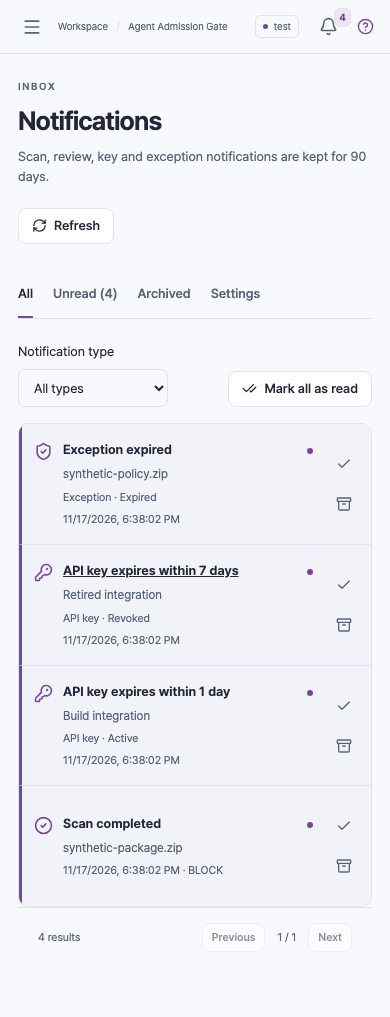 Workspace / Agent Admission Gate
test
4
INBOX
Notifications
Scan, review, key and exception notifications are kept for 90
days.
Refresh
All
Unread (4)
Archived
Settings
Notification type
All types
Mark all as read
Exception expired
synthetic-policy.zip
Exception · Expired
11/17/2026, 6:38:02 PM
API key expires within 7 days
Retired integration
API key · Revoked
11/17/2026, 6:38:02 PM
API key expires within 1 day
Build integration
API key · Active
11/17/2026, 6:38:02 PM
Scan completed
synthetic-package.zip
11/17/2026, 6:38:02 PM · BLOCK
4 results
Previous
1 / 1
Next